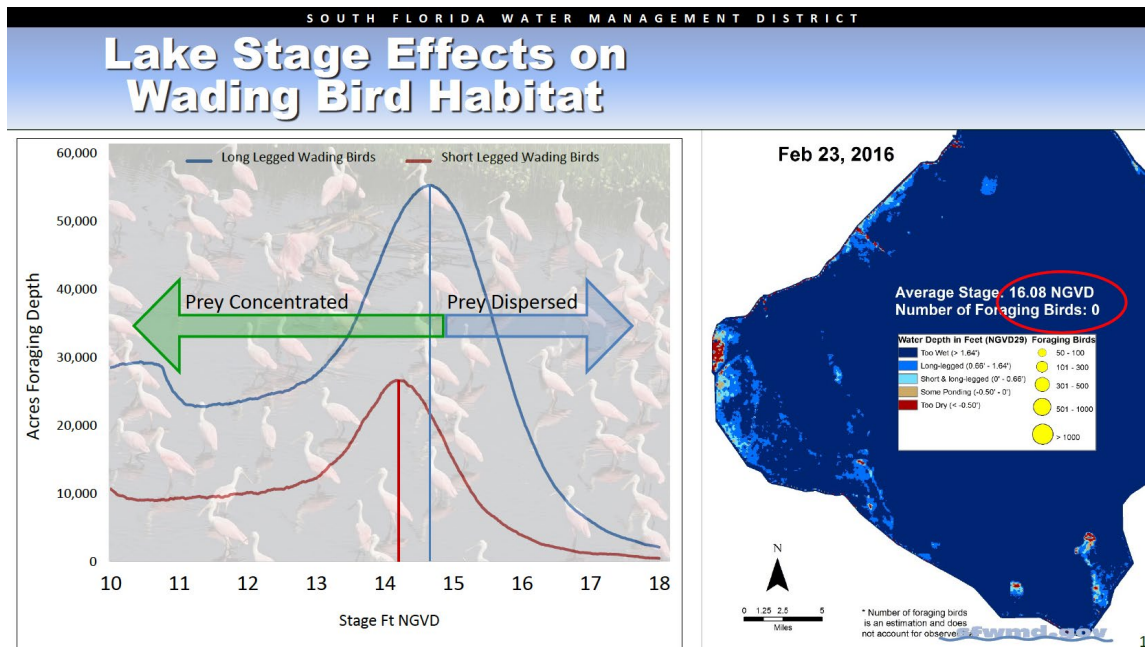 SOUTH FLORIDA WATER MANAGEMENT DISTRICT
Lake Stage Effects on
Wading Bird Habitat
60,000
50,000
40,000
30,000
20,000
10,000
0
Acres Foraging Depth
Long Legged Wading Birds
Short Legged Wading Birds
Prey Concentrated
Prey Dispersed
10 11 12 13 14 15 16 17 18
Stage Ft NGVD
Feb 23, 2016
Average Stage: 16.08 NGVD
Number of Foraging Birds: 0
Water Depth in Feet (NGVD29)
Too Wet (> 1.64')
Long-legged (0.66' - 1.64')
Short & long-legged (0' - 0.66')
Some Ponding (-0.50' - 0')
Too Dry (< -0.50')
Foraging Birds
50 - 100
101 - 300
301 - 500
501 - 1000
> 1000
N
0 1.25 2.5 5
Miles
* Number of foraging birds
is an estimation and does
not account for
sfwmd.gov
1